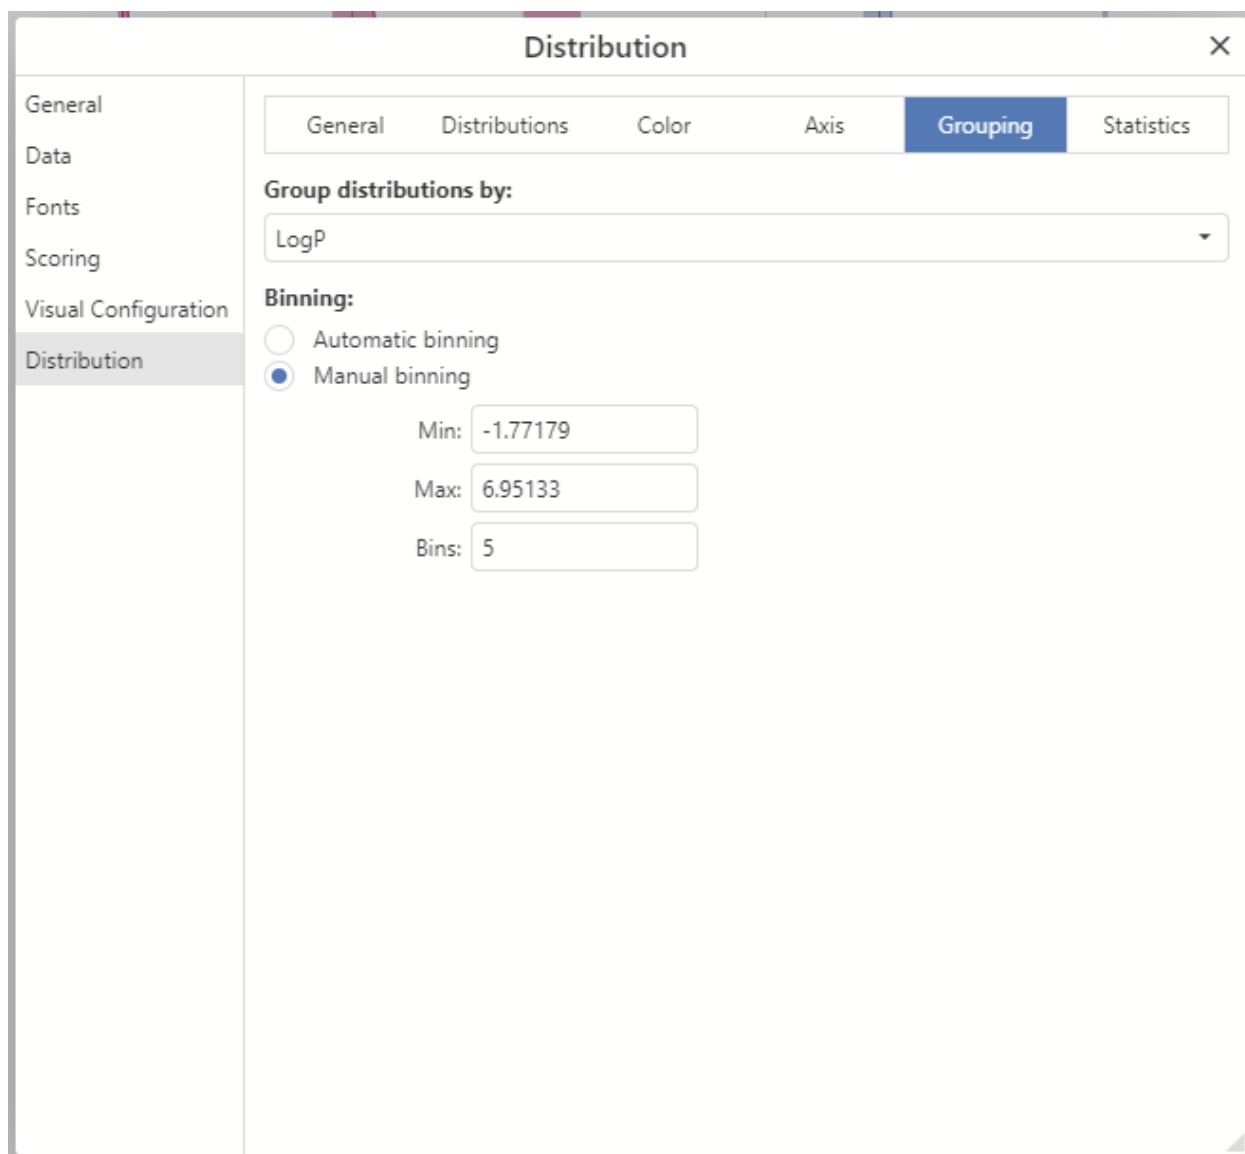 Distribution
General
Data
Fonts
Scoring
Visual Configuration
Distribution
General Distributions Color Axis Grouping Statistics
Group distributions by:
LogP
Binning:
Automatic binning
Manual binning
Min: -1.77179
Max: 6.95133
Bins: 5